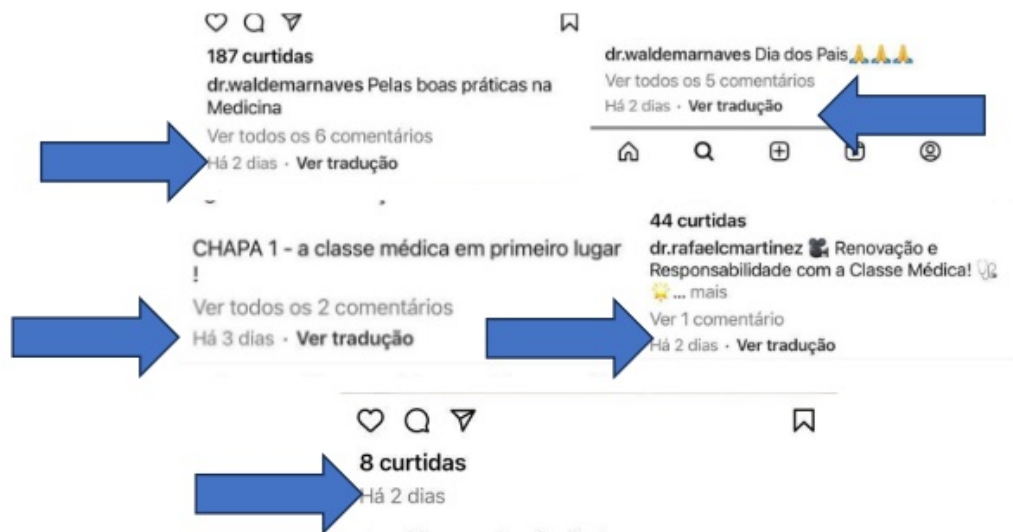 187 curtidas
dr.waldemarnaves Pelas boas práticas na
Medicina
Ver todos os 6 comentários
Há 2 dias · Ver tradução
dr.waldemarnaves Dia dos Pais🙏🙏🙏
Ver todos os 5 comentários
Há 2 dias · Ver tradução
CHAPA 1 - a classe médica em primeiro lugar
!
Ver todos os 2 comentários
Há 3 dias · Ver tradução
44 curtidas
dr.rafaelcmartinez 🎥 Renovação e
Responsabilidade com a Classe Médica! 🩺
🌟... mais
Ver 1 comentário
Há 2 dias · Ver tradução
8 curtidas
Há 2 dias